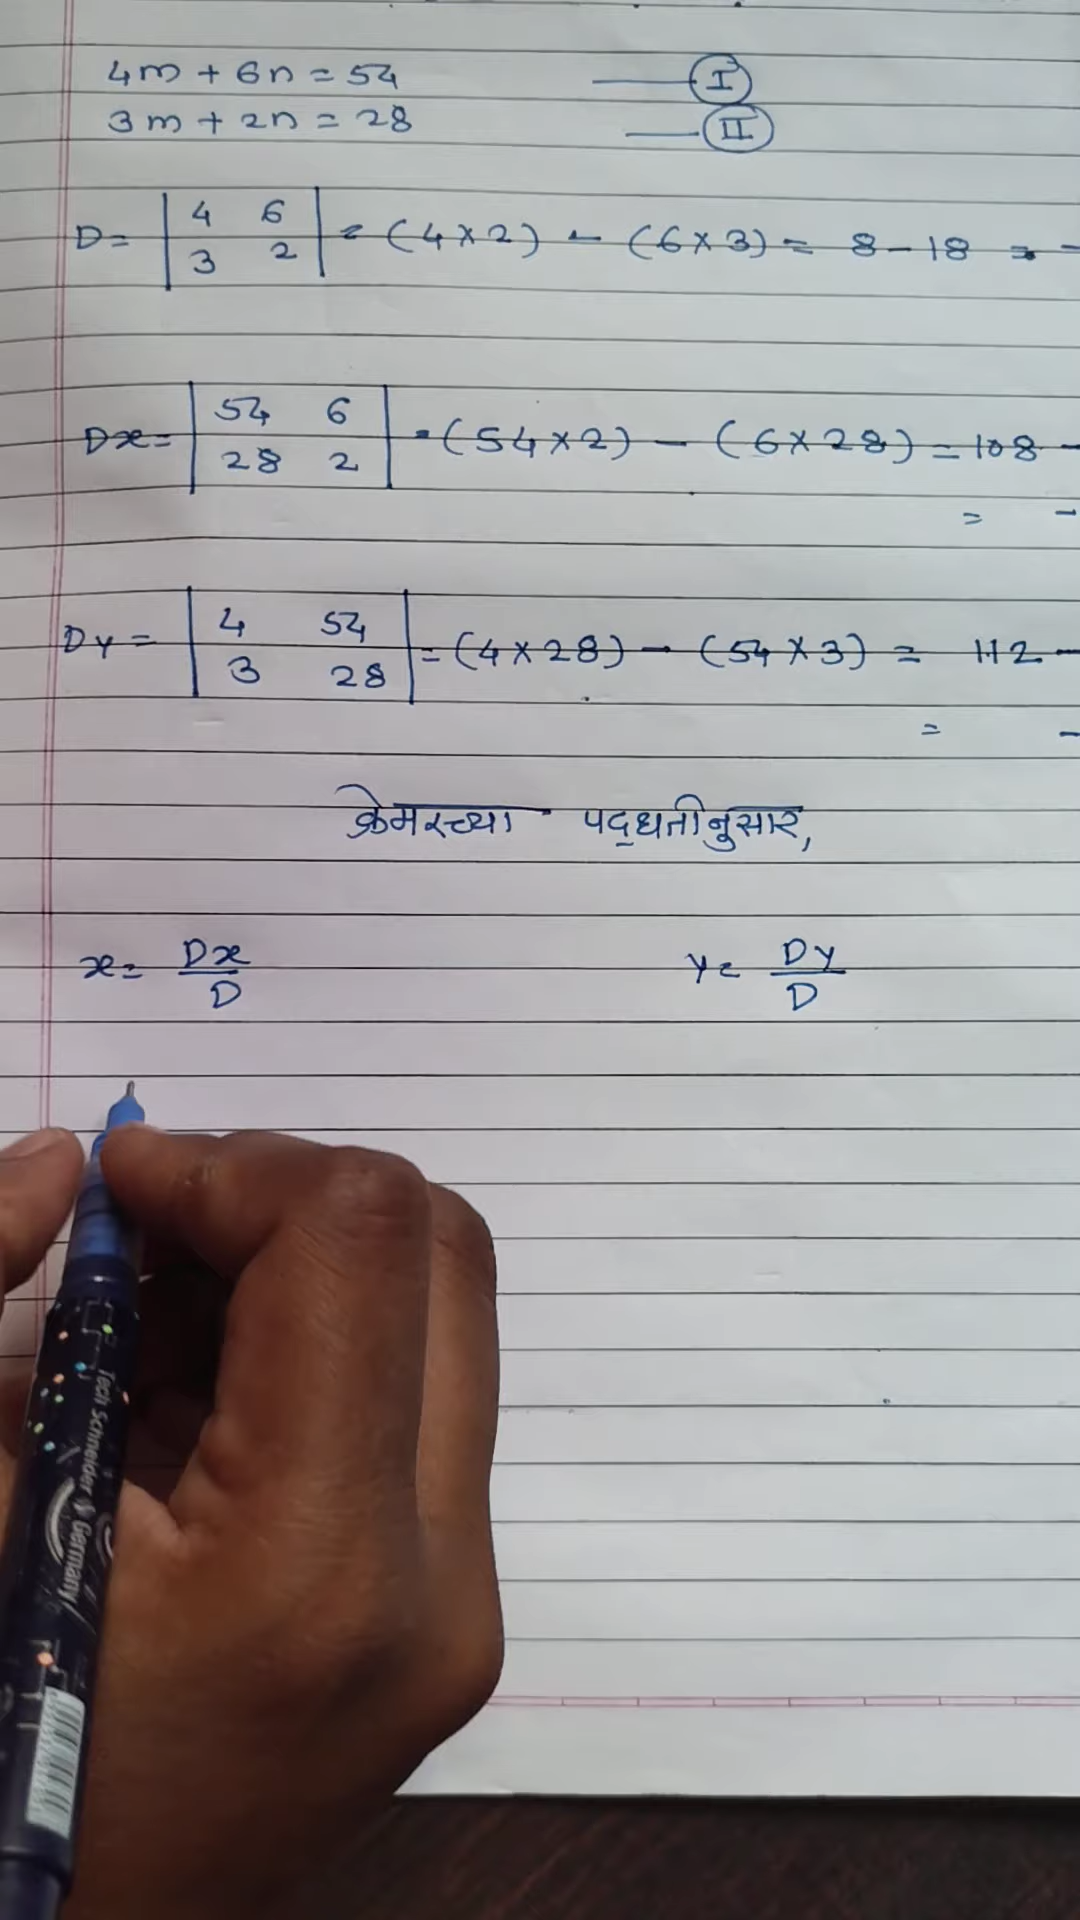 4m + 6n = 54 —— I
3m + 2n = 28 —— II
D = | 4 6 | = (4 × 2) - (6 × 3) = 8 - 18 = -
| 3 2 |
Dx = | 54 6 | = (54 × 2) - (6 × 28) = 108 -
| 28 2 |
= -
Dy = | 4 54 | = (4 × 28) - (54 × 3) = 112 -
| 3 28 |
= -
क्रेमरच्या पद्धतीनुसार,
x = Dx / D y = Dy / D
Tech Schneider Germany